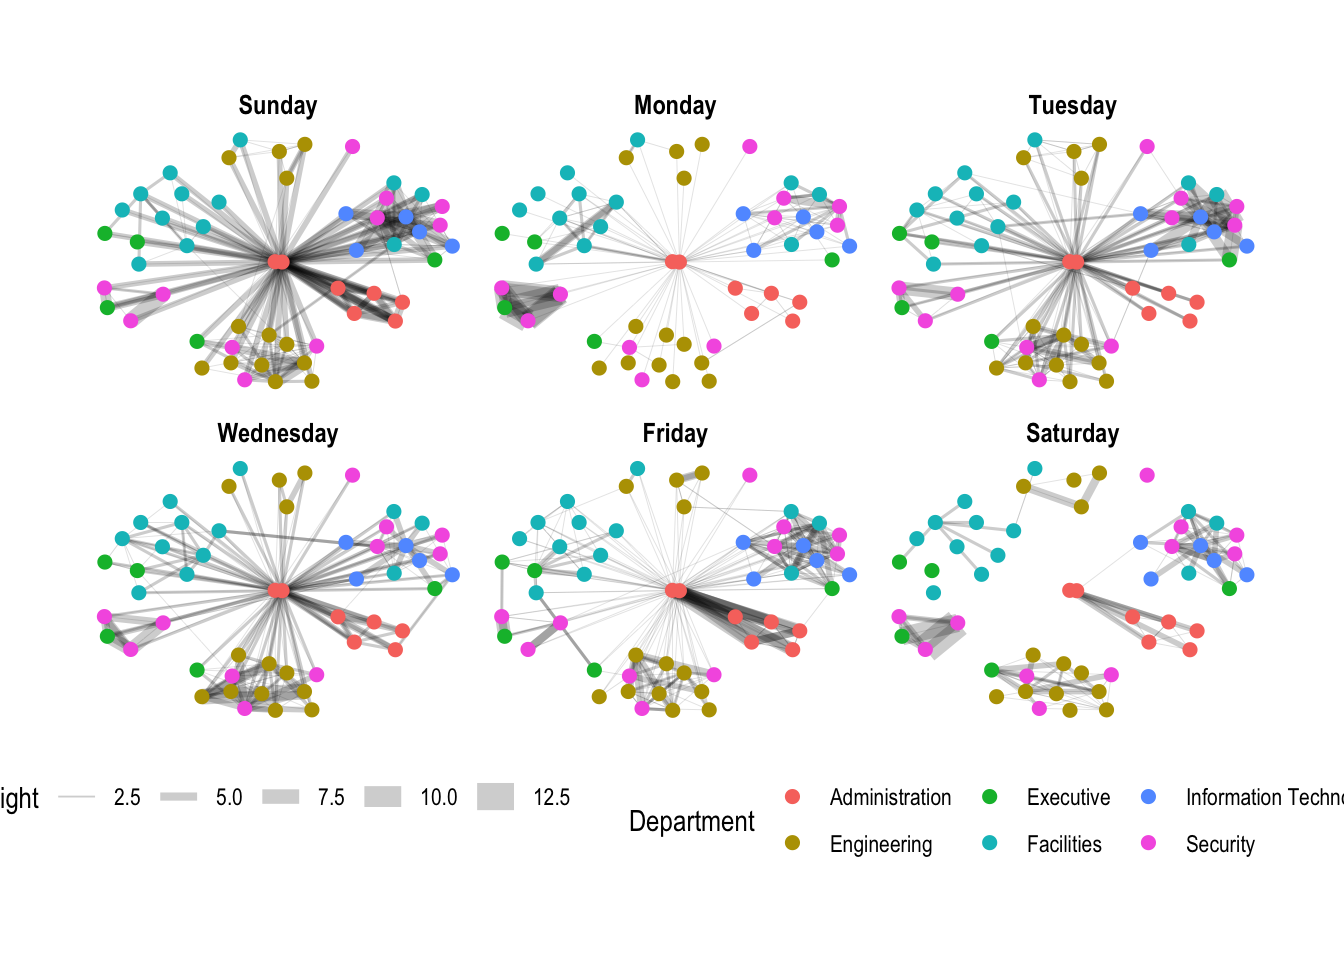 Sunday Monday Tuesday
Wednesday Friday Saturday
ight 2.5 5.0 7.5 10.0 12.5
Department
Administration Executive Information Techno
Engineering Facilities Security